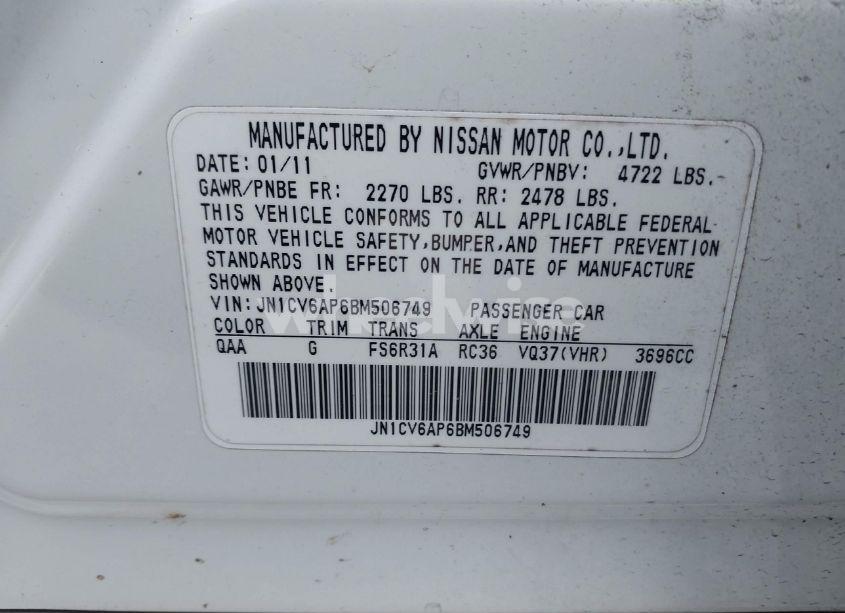 MANUFACTURED BY NISSAN MOTOR CO.,LTD.
DATE: 01/11 GVWR/PNBV: 4722 LBS.
GAWR/PNBE FR: 2270 LBS. RR: 2478 LBS.
THIS VEHICLE CONFORMS TO ALL APPLICABLE FEDERAL
MOTOR VEHICLE SAFETY,BUMPER,AND THEFT PREVENTION
STANDARDS IN EFFECT ON THE DATE OF MANUFACTURE
SHOWN ABOVE.
VIN:JN1CV6AP6BM506749 PASSENGER CAR
COLOR TRIM TRANS AXLE ENGINE
QAA G FS6R31A RC36 VQ37(VHR) 3696CC
JN1CV6AP6BM506749